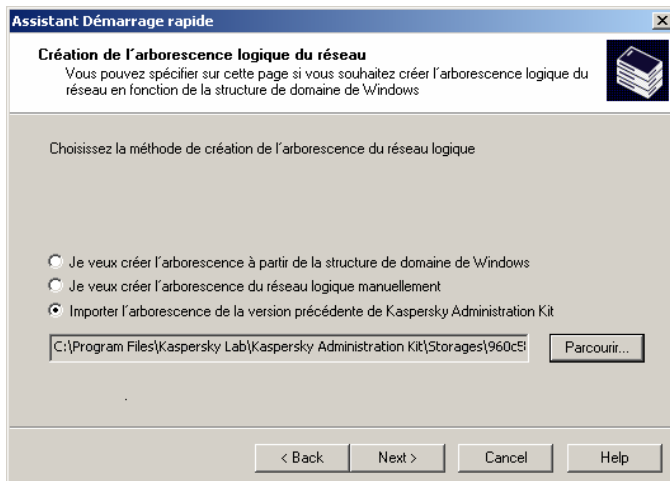 Assistant Démarrage rapide
Création de l'arborescence logique du réseau
Vous pouvez spécifier sur cette page si vous souhaitez créer l'arborescence logique du
réseau en fonction de la structure de domaine de Windows
Choisissez la méthode de création de l'arborescence du réseau logique
Je veux créer l'arborescence à partir de la structure de domaine de Windows
Je veux créer l'arborescence du réseau logique manuellement
Importer l'arborescence de la version précédente de Kaspersky Administration Kit
C:\Program Files\Kaspersky Lab\Kaspersky Administration Kit\Storages\960c5
Parcourir...
< Back
Next >
Cancel
Help